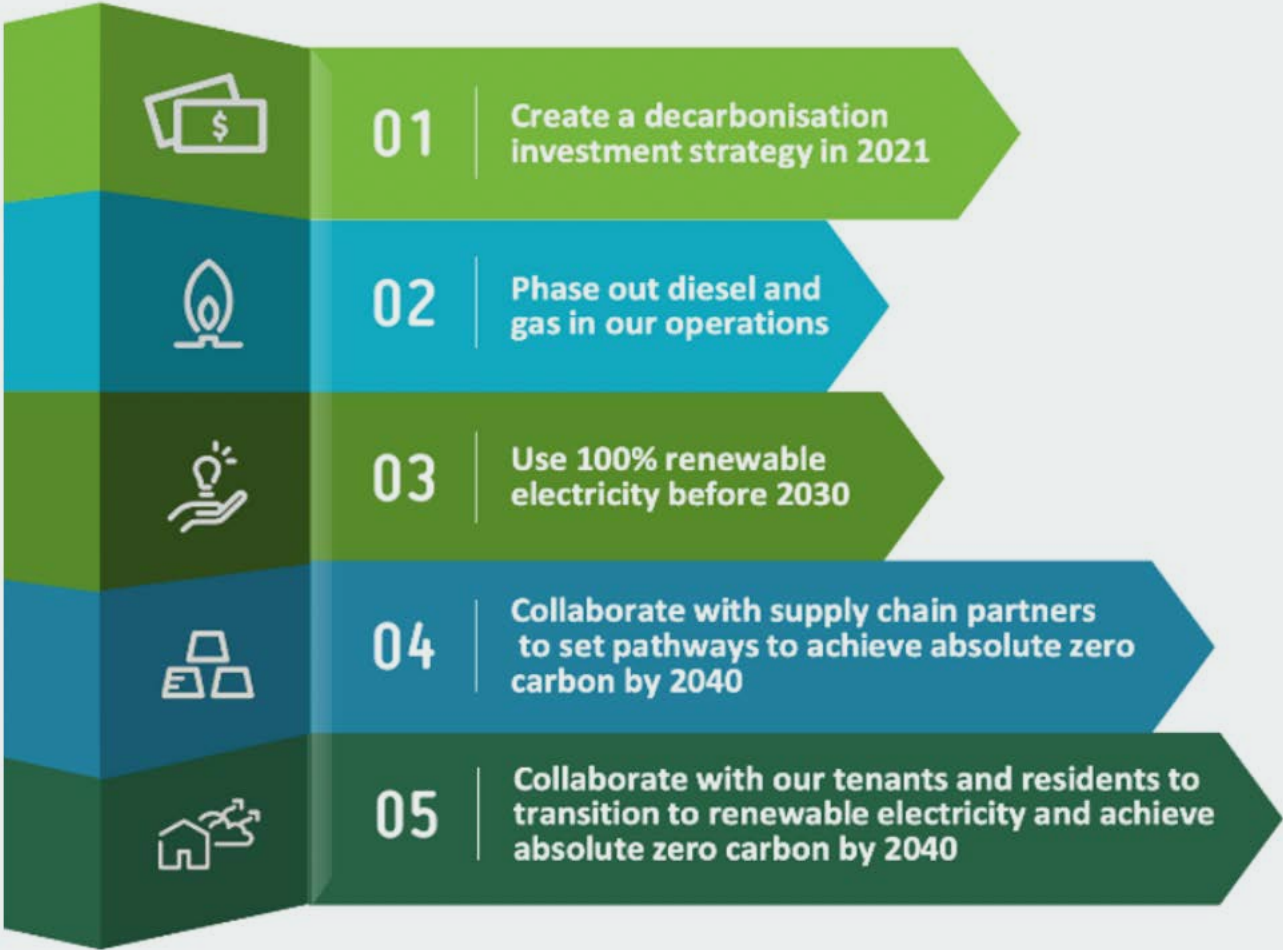 $
01
Create a decarbonisation
investment strategy in 2021
02
Phase out diesel and
gas in our operations
03
Use 100% renewable
electricity before 2030
04
Collaborate with supply chain partners
to set pathways to achieve absolute zero
carbon by 2040
05
Collaborate with our tenants and residents to
transition to renewable electricity and achieve
absolute zero carbon by 2040